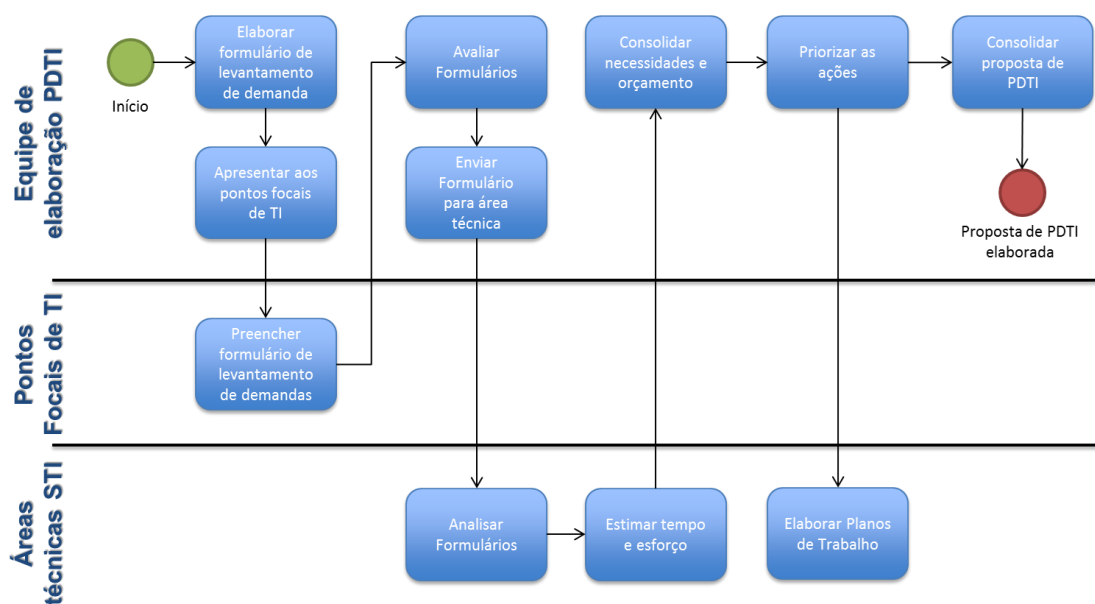 Equipe de
elaboração PDTI
Início
Elaborar
formulário de
levantamento
de demanda
Apresentar aos
pontos focais
de TI
Avaliar
Formulários
Enviar
Formulário
para área
técnica
Consolidar
necessidades e
orçamento
Priorizar as
ações
Consolidar
proposta de
PDTI
Proposta de PDTI
elaborada
Pontos
Focais de TI
Preencher
formulário de
levantamento
de demandas
Áreas
técnicas STI
Analisar
Formulários
Estimar tempo
e esforço
Elaborar Planos
de Trabalho